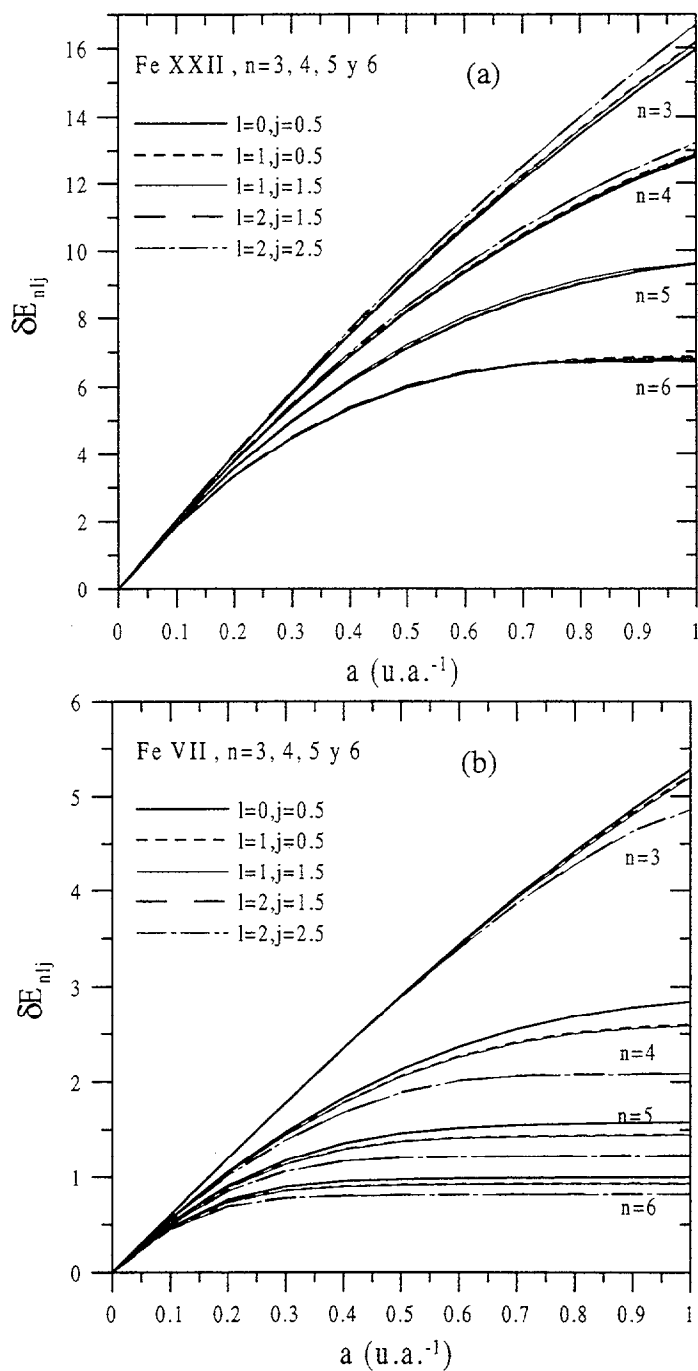 Fe XXII, n=3, 4, 5 y 6
(a)
l=0,j=0.5
l=1,j=0.5
l=1,j=1.5
l=2,j=1.5
l=2,j=2.5
n=3
n=4
n=5
n=6
16
14
12
10
8
6
4
2
0
δE_nlj
0 0.1 0.2 0.3 0.4 0.5 0.6 0.7 0.8 0.9 1
a (u.a.⁻¹)
Fe VII, n=3, 4, 5 y 6
(b)
l=0,j=0.5
l=1,j=0.5
l=1,j=1.5
l=2,j=1.5
l=2,j=2.5
n=3
n=4
n=5
n=6
6
5
4
3
2
1
0
δE_nlj
0 0.1 0.2 0.3 0.4 0.5 0.6 0.7 0.8 0.9 1
a (u.a.⁻¹)